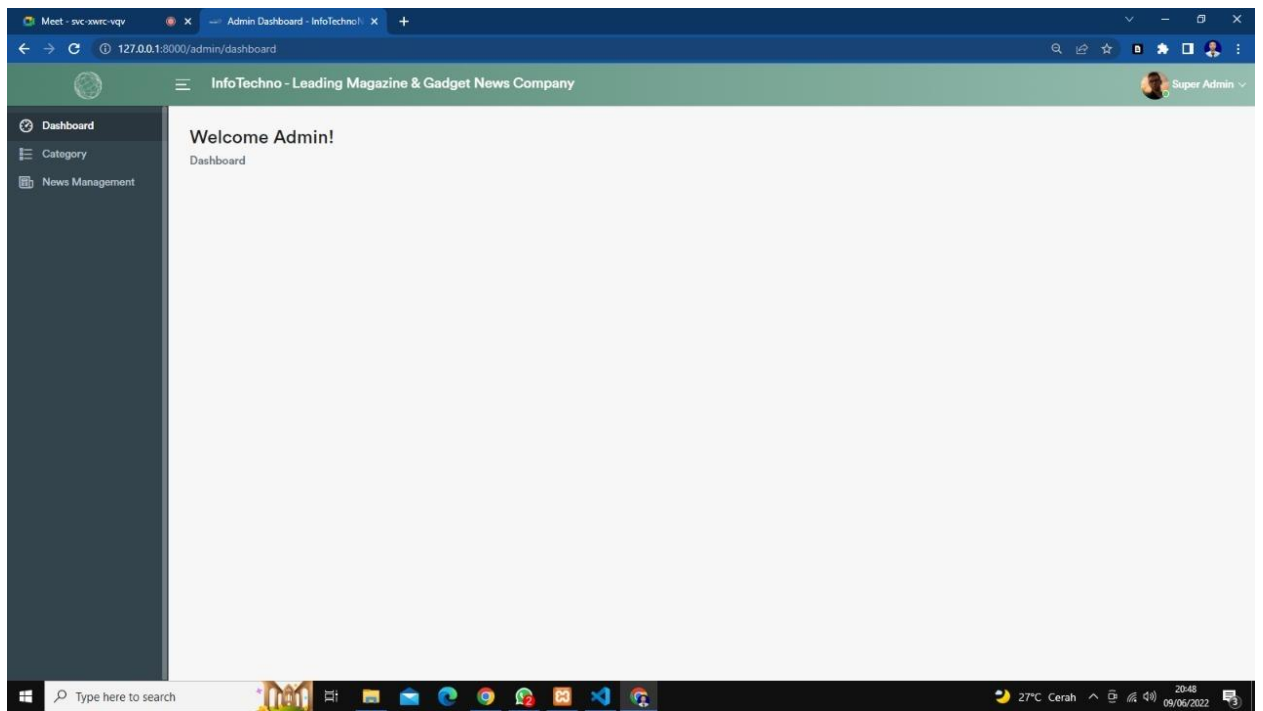 Meet - svc-xwrc-vqv
Admin Dashboard - InfoTechno
127.0.0.1:8000/admin/dashboard
InfoTechno - Leading Magazine & Gadget News Company
Super Admin
Dashboard
Category
News Management
Welcome Admin!
Dashboard
Type here to search
27°C Cerah
20:48
09/06/2022
3